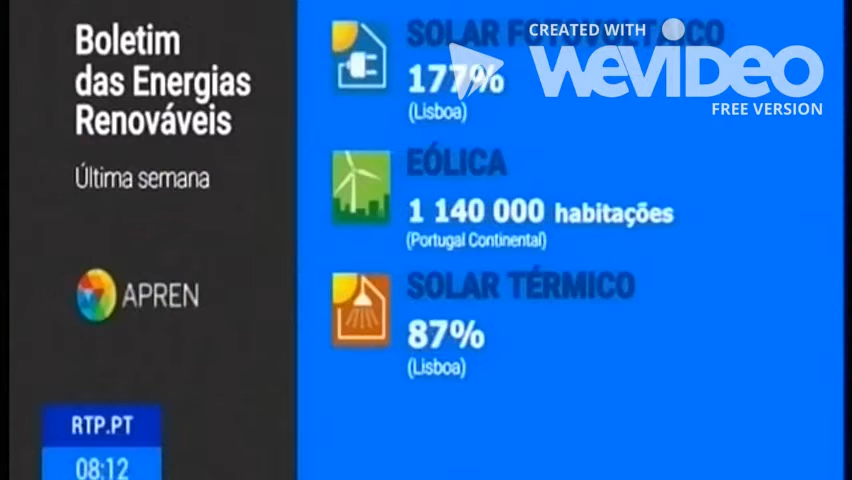 Boletim
das Energias
Renováveis
Última semana
APREN
RTP.PT
08:12
SOLAR FOTOVOLTAICO
177%
(Lisboa)
EÓLICA
1 140 000 habitações
(Portugal Continental)
SOLAR TÉRMICO
87%
(Lisboa)
CREATED WITH
WEVIDEO
FREE VERSION